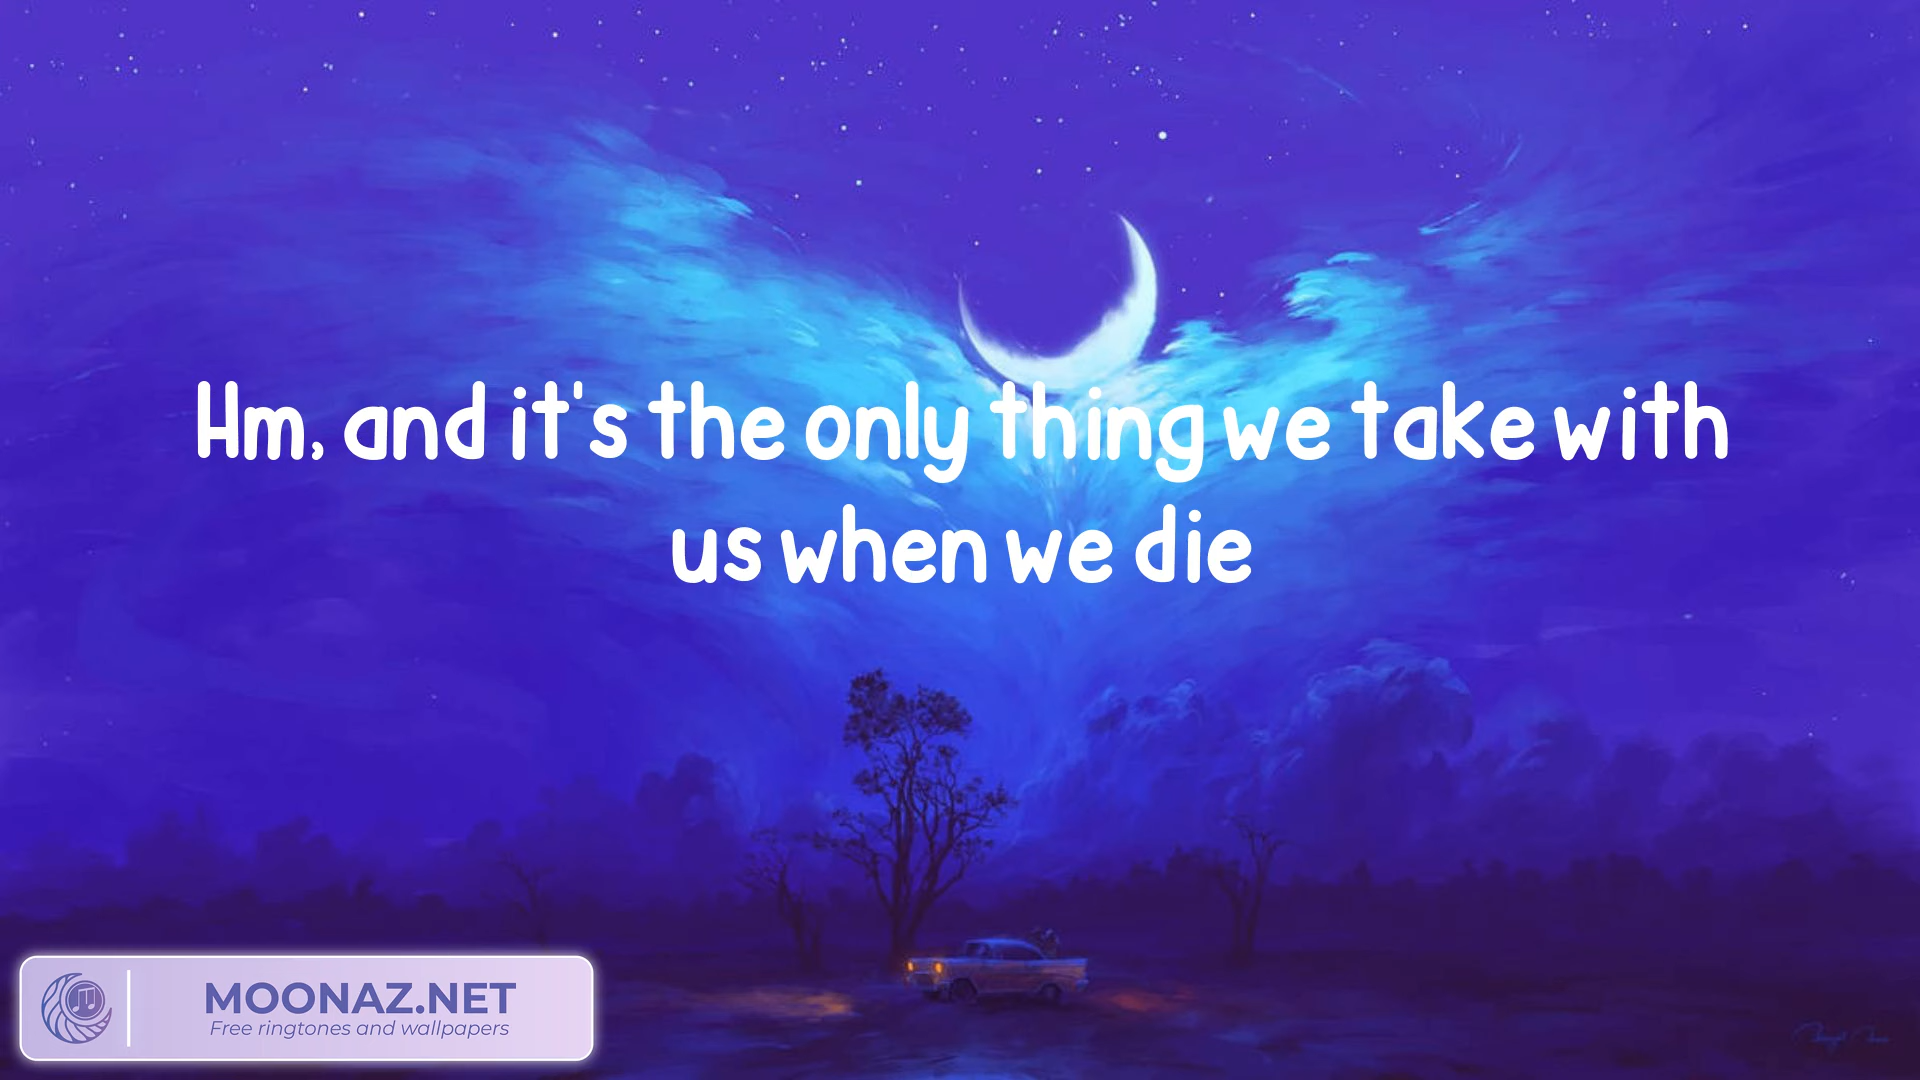 Hm, and it's the only thing we take with
us when we die
MOONAZ.NET
Free ringtones and wallpapers